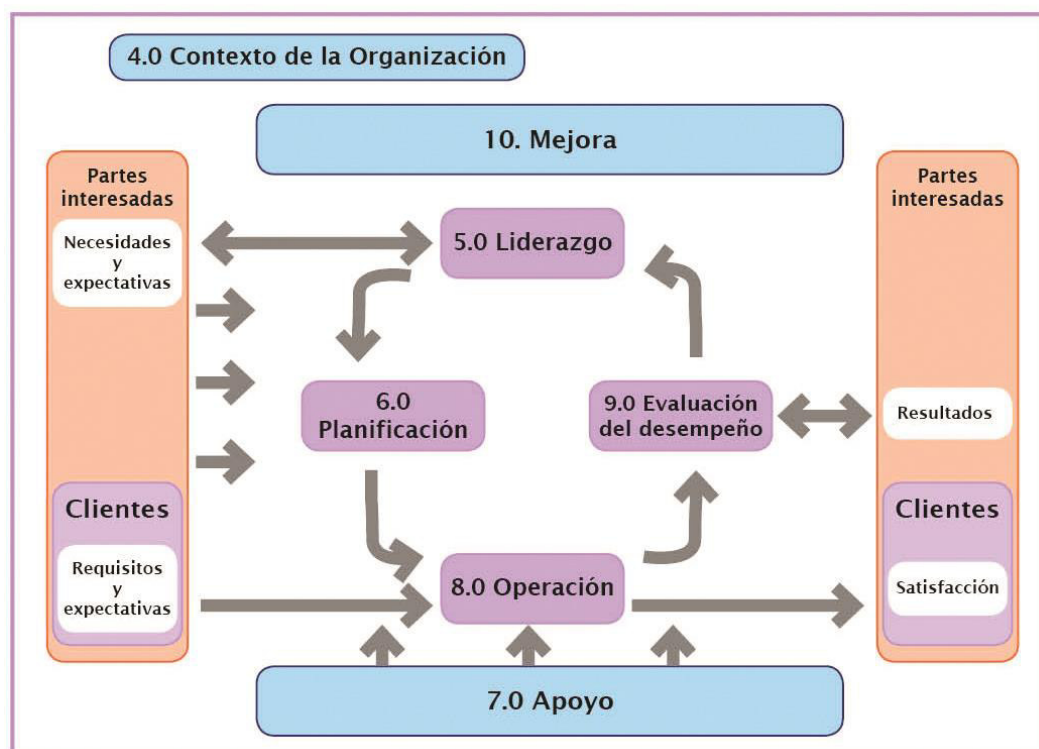 4.0 Contexto de la Organización
10. Mejora
Partes
interesadas
Necesidades
y
expectativas
Clientes
Requisitos
y
expectativas
5.0 Liderazgo
6.0
Planificación
9.0 Evaluación
del desempeño
8.0 Operación
7.0 Apoyo
Partes
interesadas
Resultados
Clientes
Satisfacción